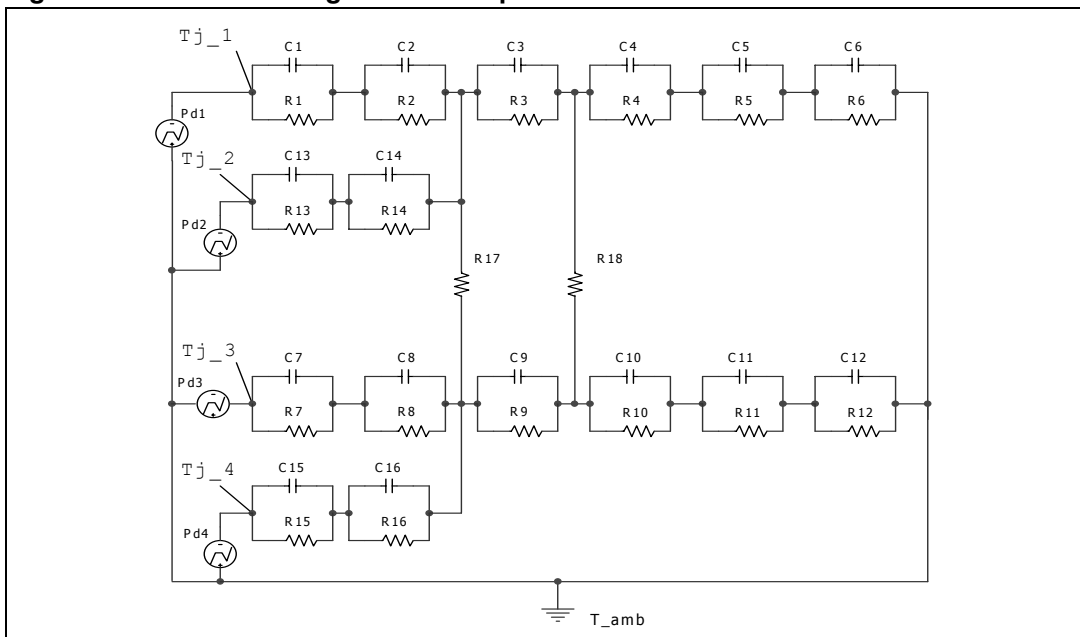 Tj_1
C1 C2 C3 C4 C5 C6
R1 R2 R3 R4 R5 R6
Pd1
Tj_2
C13 C14
R13 R14
Pd2
R17 R18
Tj_3
C7 C8 C9 C10 C11 C12
Pd3
R7 R8 R9 R10 R11 R12
Tj_4
C15 C16
R15 R16
Pd4
T_amb